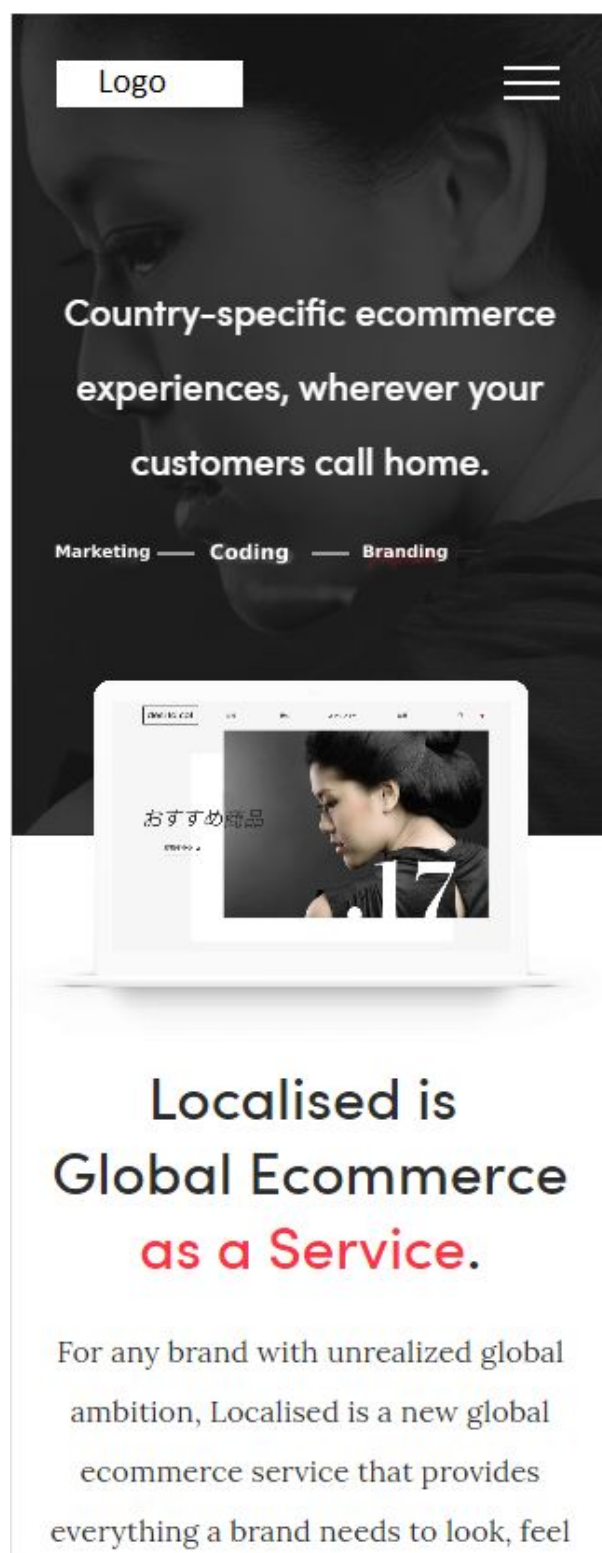 Logo
Country-specific ecommerce
experiences, wherever your
customers call home.
Marketing Coding Branding
おすすめ商品
.17
Localised is
Global Ecommerce
as a Service.
For any brand with unrealized global
ambition, Localised is a new global
ecommerce service that provides
everything a brand needs to look, feel